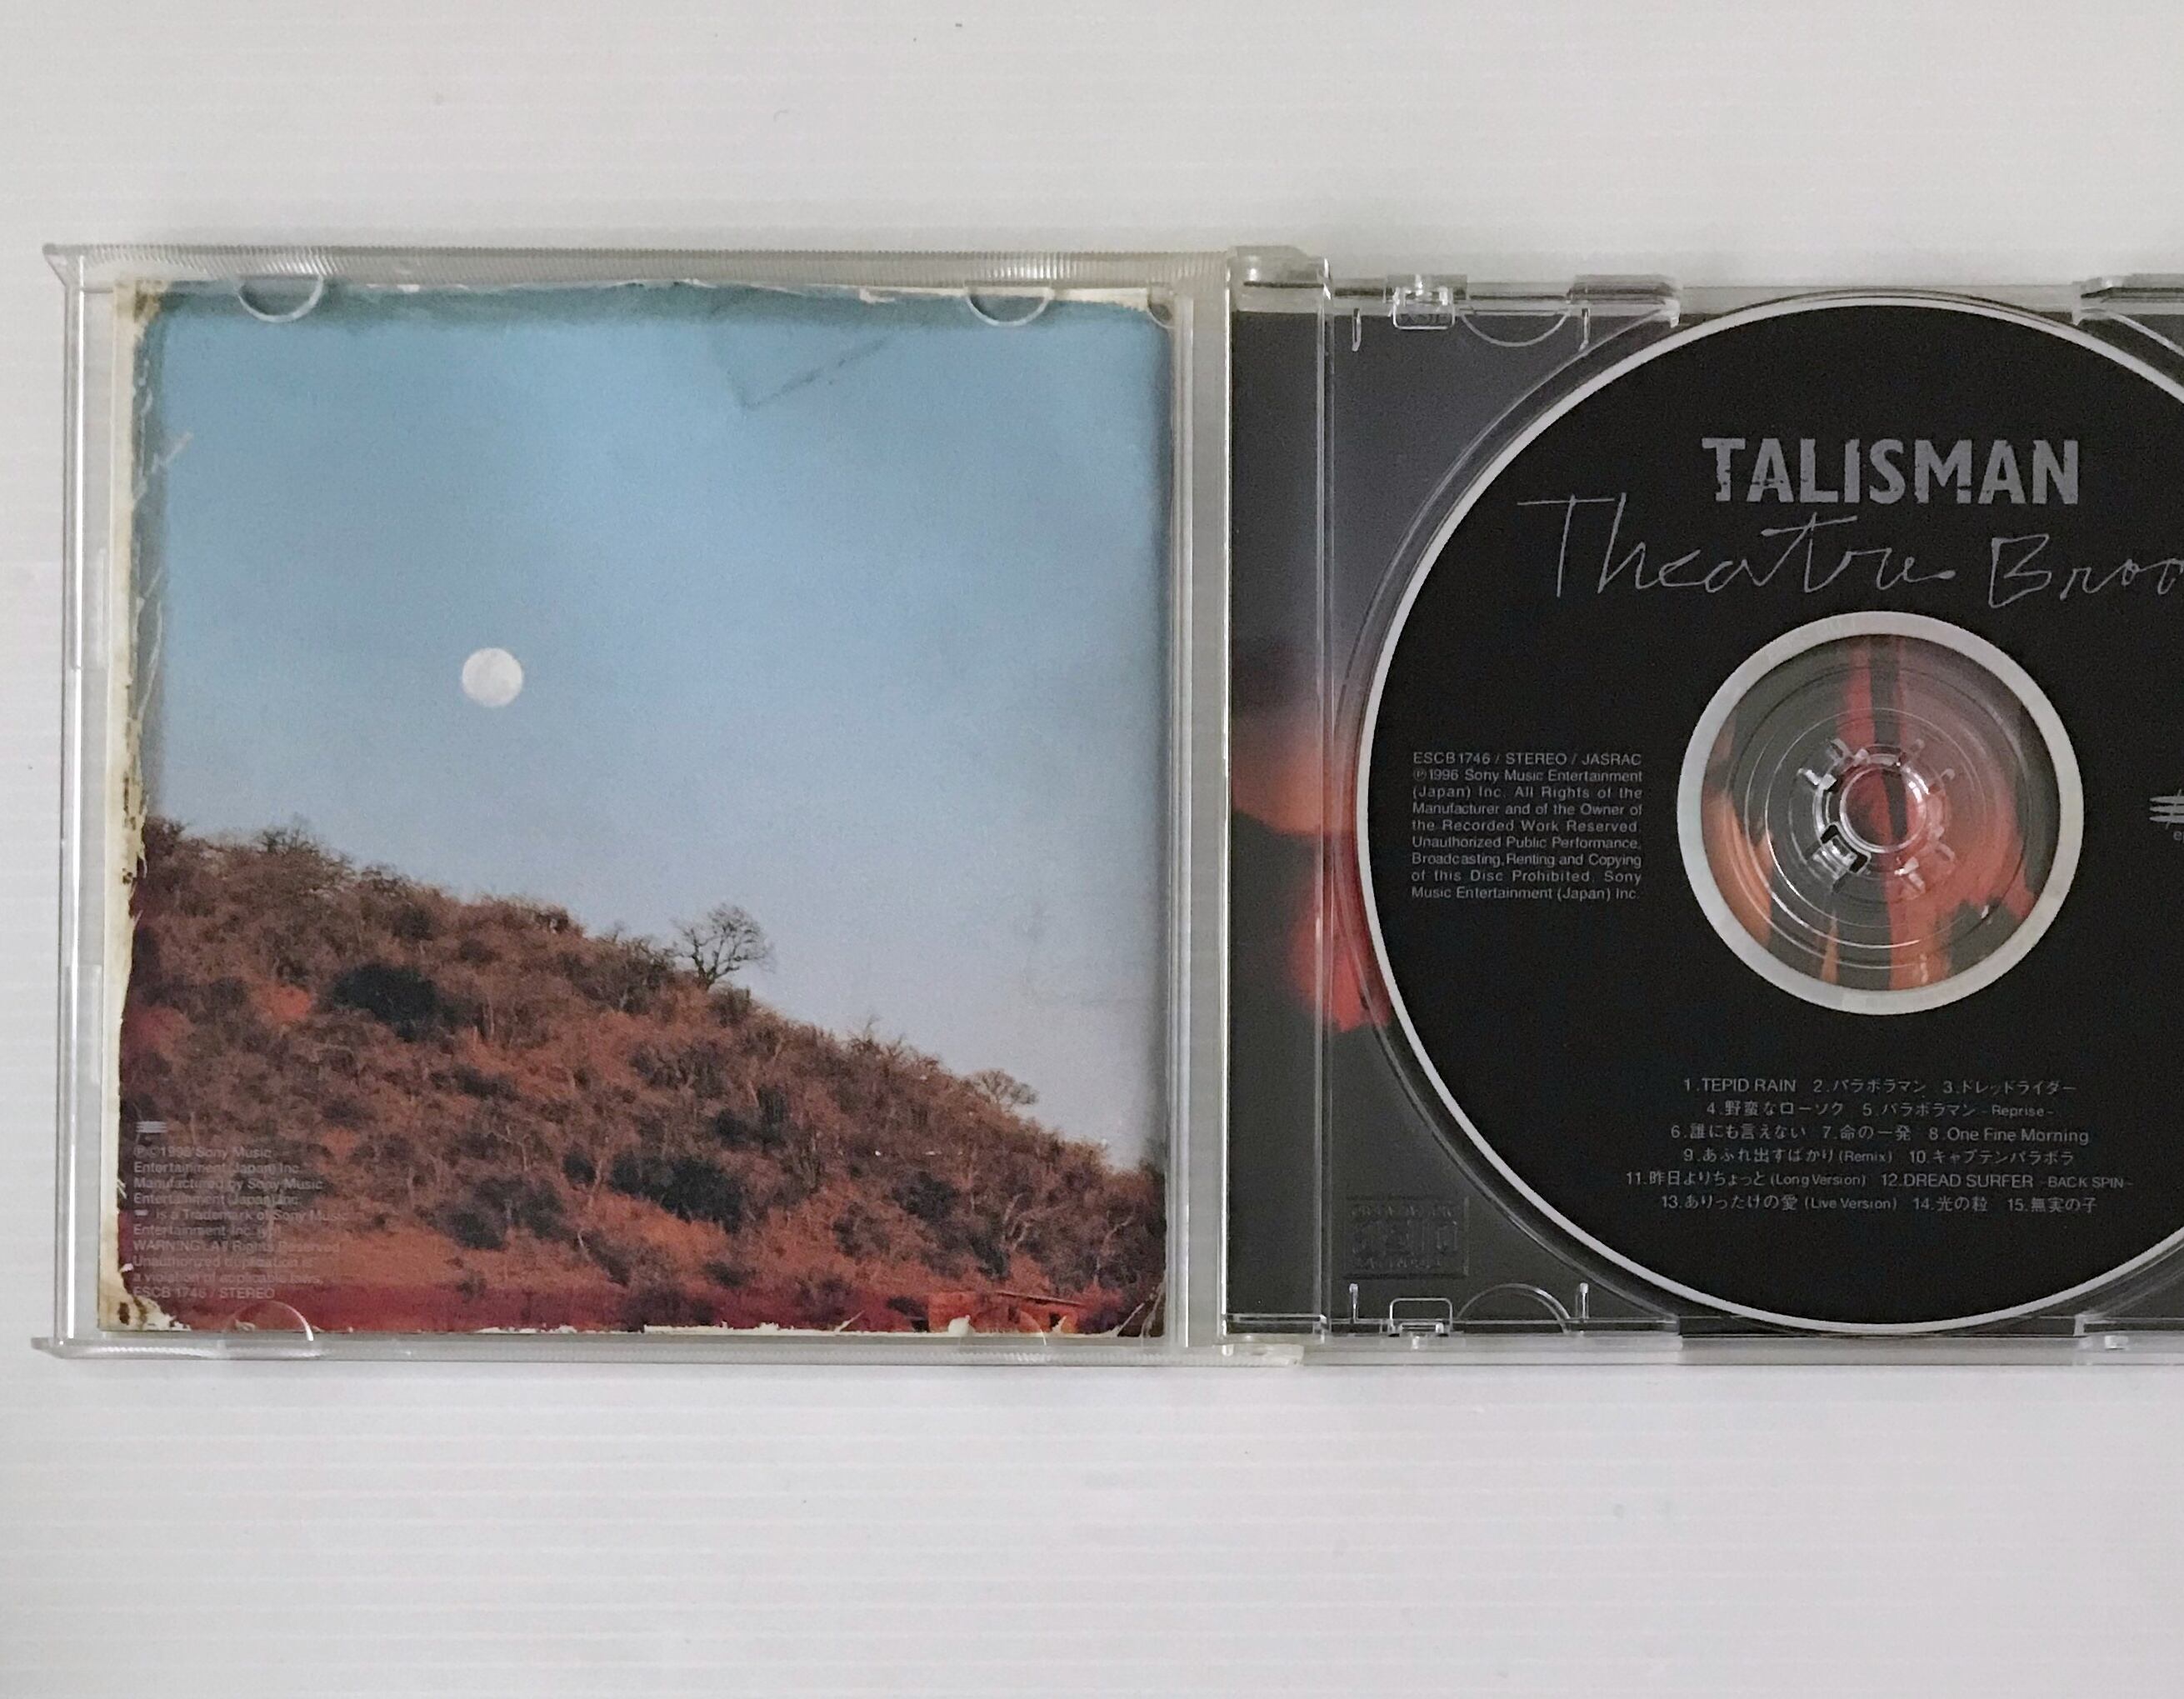 ℗©1996 Sony Music
Entertainment (Japan) Inc.
Manufactured by Sony Music
Entertainment (Japan) Inc.
is a Trademark of Sony Music
Entertainment Inc.
WARNING: All Rights Reserved.
Unauthorized duplication is
a violation of applicable laws.
ESCB 1746 / STEREO
TALISMAN
Theatre Broo
ESCB1746 / STEREO / JASRAC
℗1996 Sony Music Entertainment
(Japan) Inc. All Rights of the
Manufacturer and of the Owner of
the Recorded Work Reserved.
Unauthorized Public Performance,
Broadcasting, Renting and Copying
of this Disc Prohibited. Sony
Music Entertainment (Japan) Inc.
1.TEPID RAIN 2.パラボラマン 3.ドレッドライダー
4.野蛮なローソク 5.パラボラマン -Reprise-
6.誰にも言えない 7.命の一発 8.One Fine Morning
9.あふれ出すばかり (Remix) 10.キャプテンパラボラ
11.昨日よりちょっと (Long Version) 12.DREAD SURFER -BACK SPIN-
13.ありったけの愛 (Live Version) 14.光の粒 15.無実の子